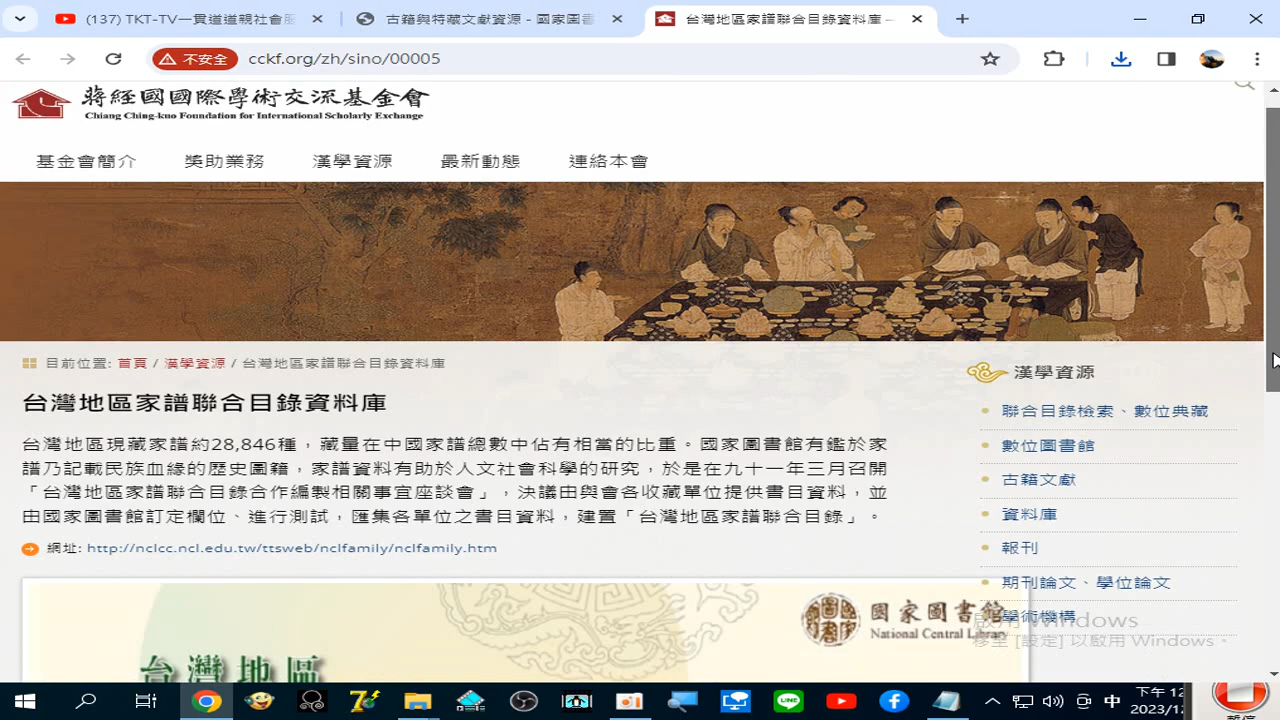 (137) TKT-TV一貫道道親社會服
古籍與特藏文獻資源 - 國家圖書
台灣地區家譜聯合目錄資料庫 –
不安全
cckf.org/zh/sino/00005
蔣經國國際學術交流基金會
Chiang Ching-kuo Foundation for International Scholarly Exchange
基金會簡介
獎助業務
漢學資源
最新動態
連絡本會
目前位置: 首頁 / 漢學資源 / 台灣地區家譜聯合目錄資料庫
台灣地區家譜聯合目錄資料庫
台灣地區現藏家譜約28,846種，藏量在中國家譜總數中佔有相當的比重。國家圖書館有鑑於家
譜乃記載民族血緣的歷史圖籍，家譜資料有助於人文社會科學的研究，於是在九十一年三月召開
「台灣地區家譜聯合目錄合作編製相關事宜座談會」，決議由與會各收藏單位提供書目資料，並
由國家圖書館訂定欄位、進行測試，匯集各單位之書目資料，建置「台灣地區家譜聯合目錄」。
網址: http://nclcc.ncl.edu.tw/ttsweb/nclfamily/nclfamily.htm
漢學資源
聯合目錄檢索、數位典藏
數位圖書館
古籍文獻
資料庫
報刊
期刊論文、學位論文
學術機構
國家圖書館
National Central Library
台灣地區
啟用 Windows
移至 [設定] 以啟用 Windows。
中
下午 12
2023/1